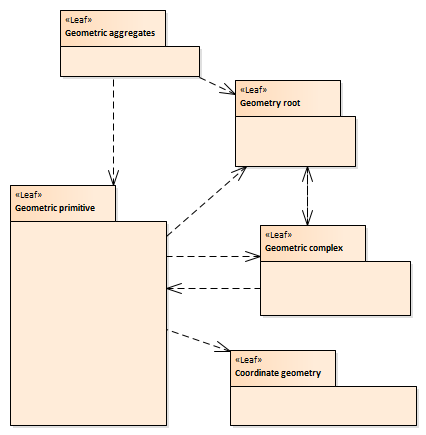 «Leaf»
Geometric aggregates
«Leaf»
Geometry root
«Leaf»
Geometric primitive
«Leaf»
Geometric complex
«Leaf»
Coordinate geometry